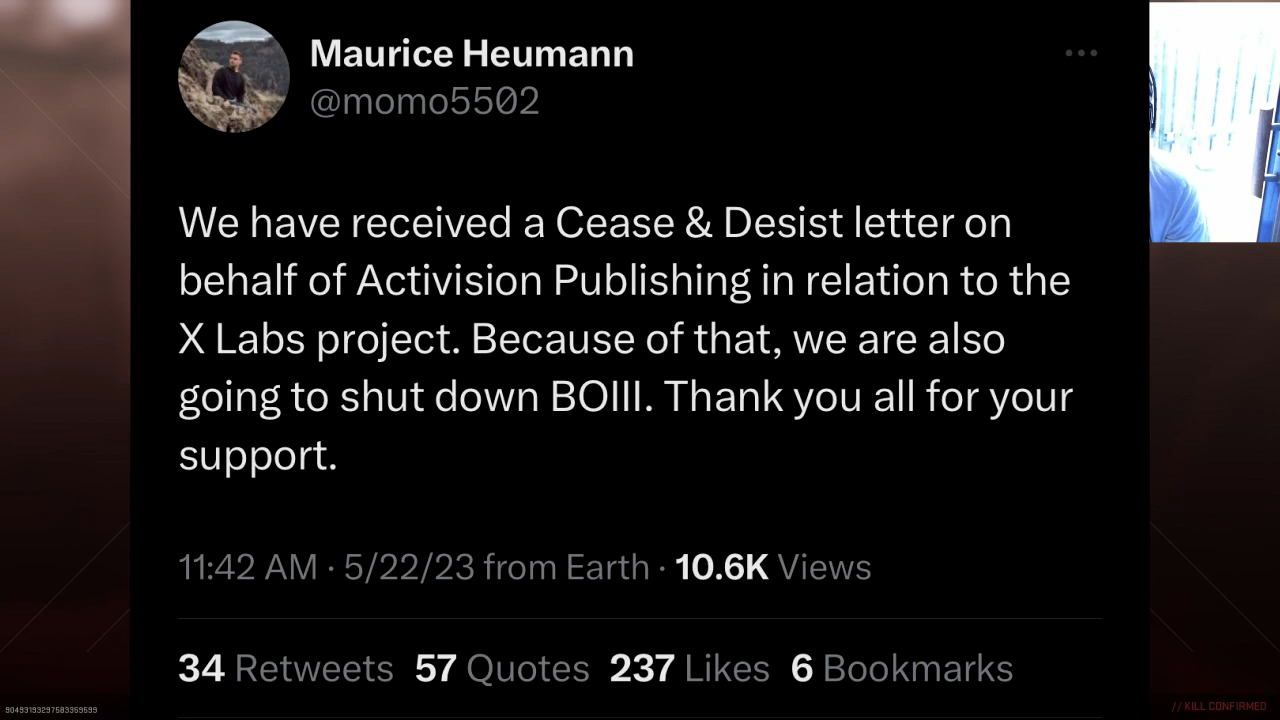 Maurice Heumann
@momo5502
We have received a Cease & Desist letter on
behalf of Activision Publishing in relation to the
X Labs project. Because of that, we are also
going to shut down BOIII. Thank you all for your
support.
11:42 AM · 5/22/23 from Earth · 10.6K Views
34 Retweets 57 Quotes 237 Likes 6 Bookmarks
// KILL CONFIRMED